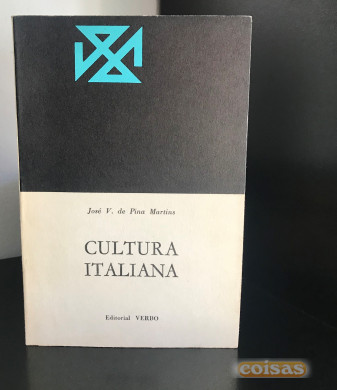 José V. de Pina Martins
CULTURA
ITALIANA
Editorial VERBO
coisas